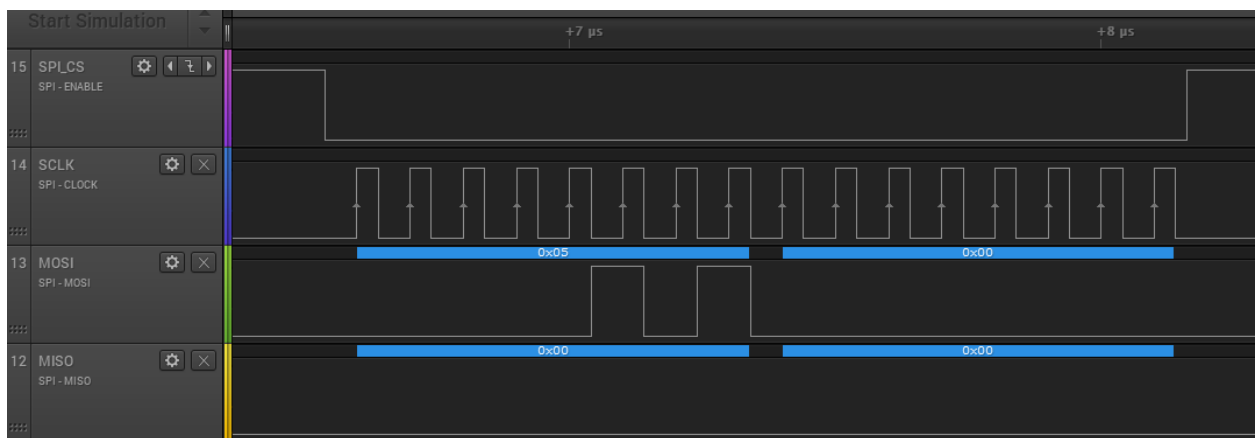 Start Simulation
+7 µs
+8 µs
15 SPI_CS
SPI - ENABLE
14 SCLK
SPI - CLOCK
0x05 0x00
13 MOSI
SPI - MOSI
0x00 0x00
12 MISO
SPI - MISO